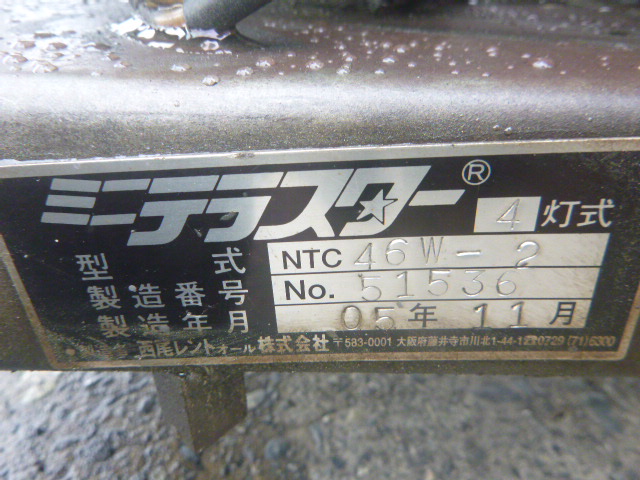 ミニテラスター® 4灯式
型式 NTC 46W-2
製造番号 No. 51536
製造年月 05年 11月
西尾レントオール株式会社 〒583-0001 大阪府藤井寺市川北1-44-1 0729 (71)6300